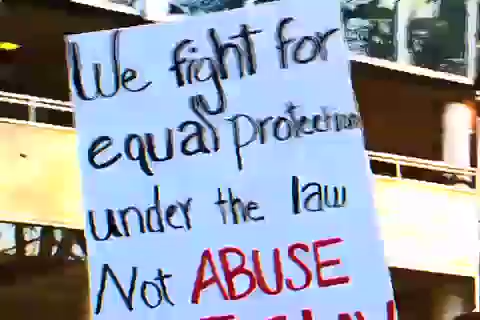 We fight for
equal protection
under the law
Not ABUSE